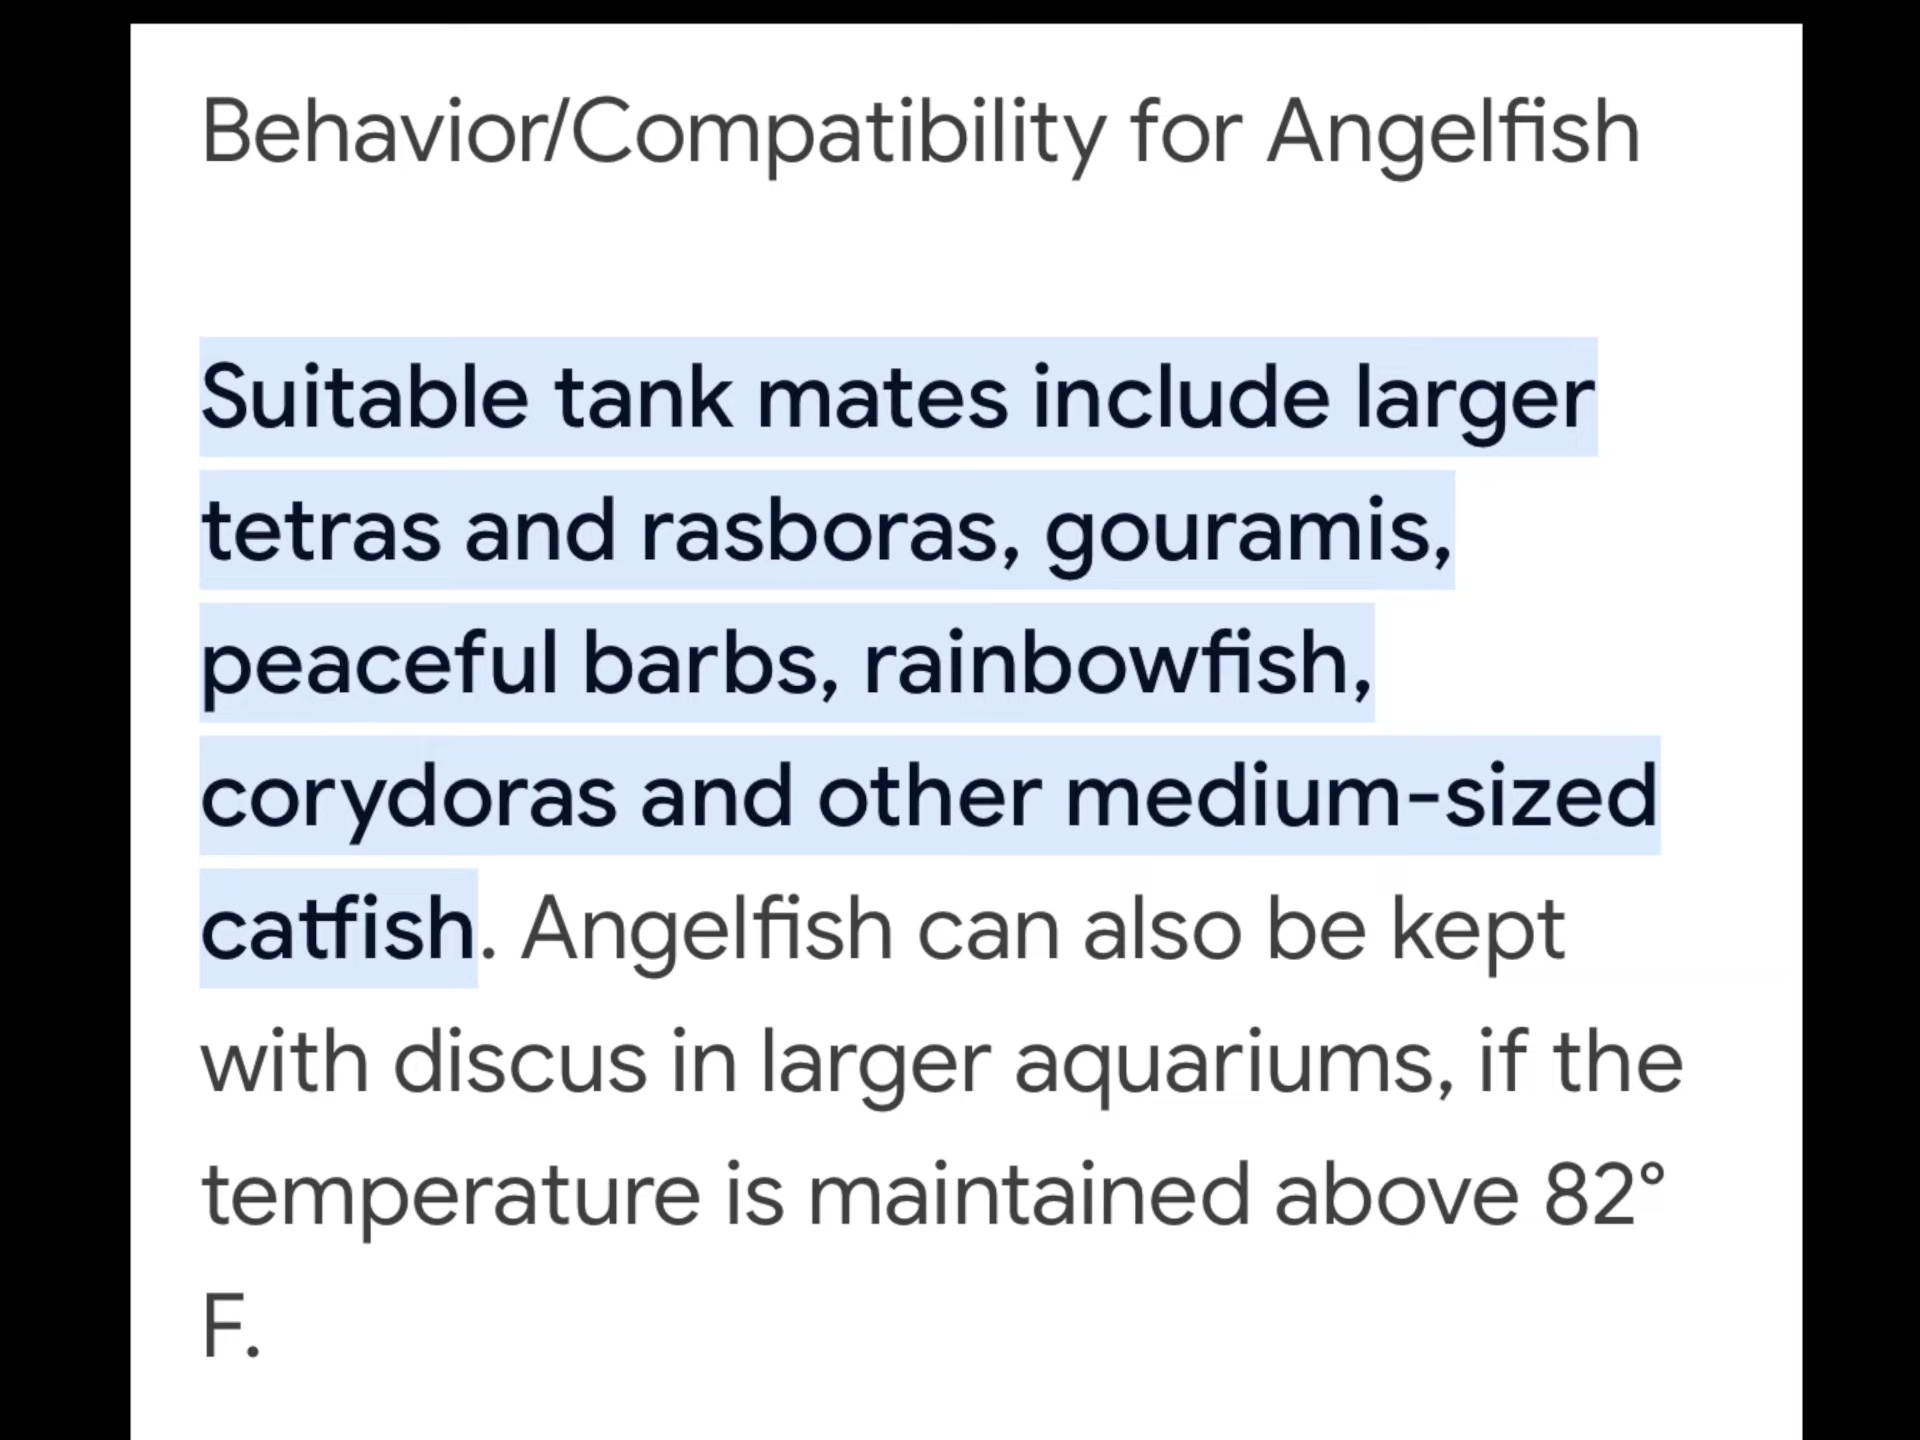 Behavior/Compatibility for Angelfish
Suitable tank mates include larger
tetras and rasboras, gouramis,
peaceful barbs, rainbowfish,
corydoras and other medium-sized
catfish. Angelfish can also be kept
with discus in larger aquariums, if the
temperature is maintained above 82°
F.